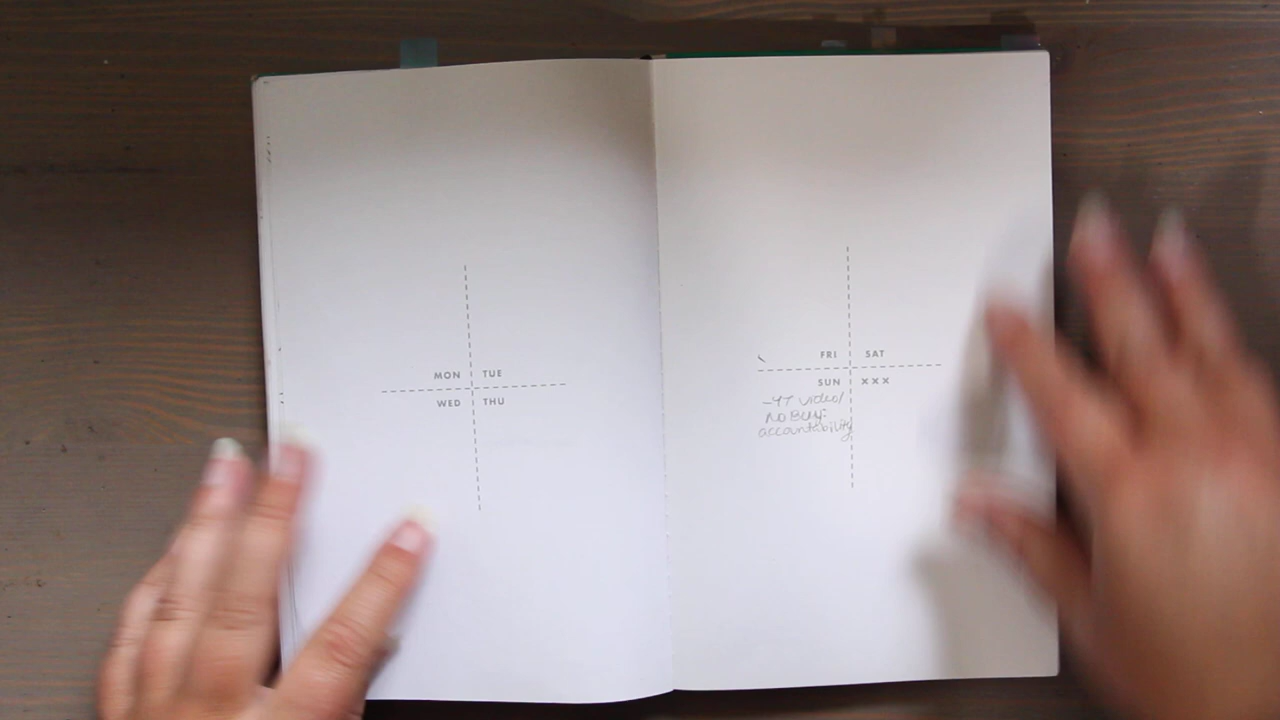 MON TUE
WED THU
FRI SAT
SUN XXX
-YT video/
No Buy:
accountability